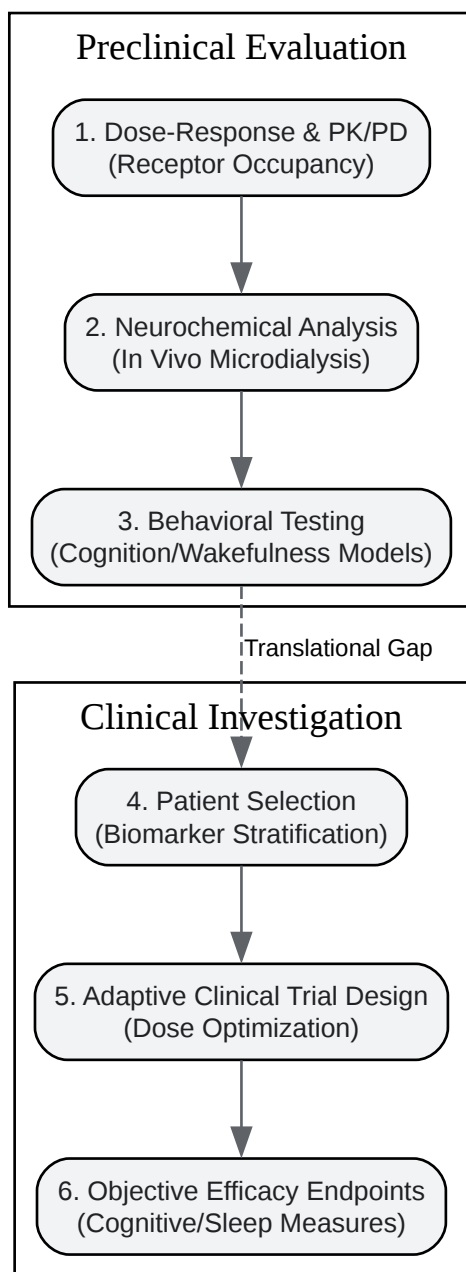 Preclinical Evaluation
1. Dose-Response & PK/PD
(Receptor Occupancy)
2. Neurochemical Analysis
(In Vivo Microdialysis)
3. Behavioral Testing
(Cognition/Wakefulness Models)
Translational Gap
Clinical Investigation
4. Patient Selection
(Biomarker Stratification)
5. Adaptive Clinical Trial Design
(Dose Optimization)
6. Objective Efficacy Endpoints
(Cognitive/Sleep Measures)